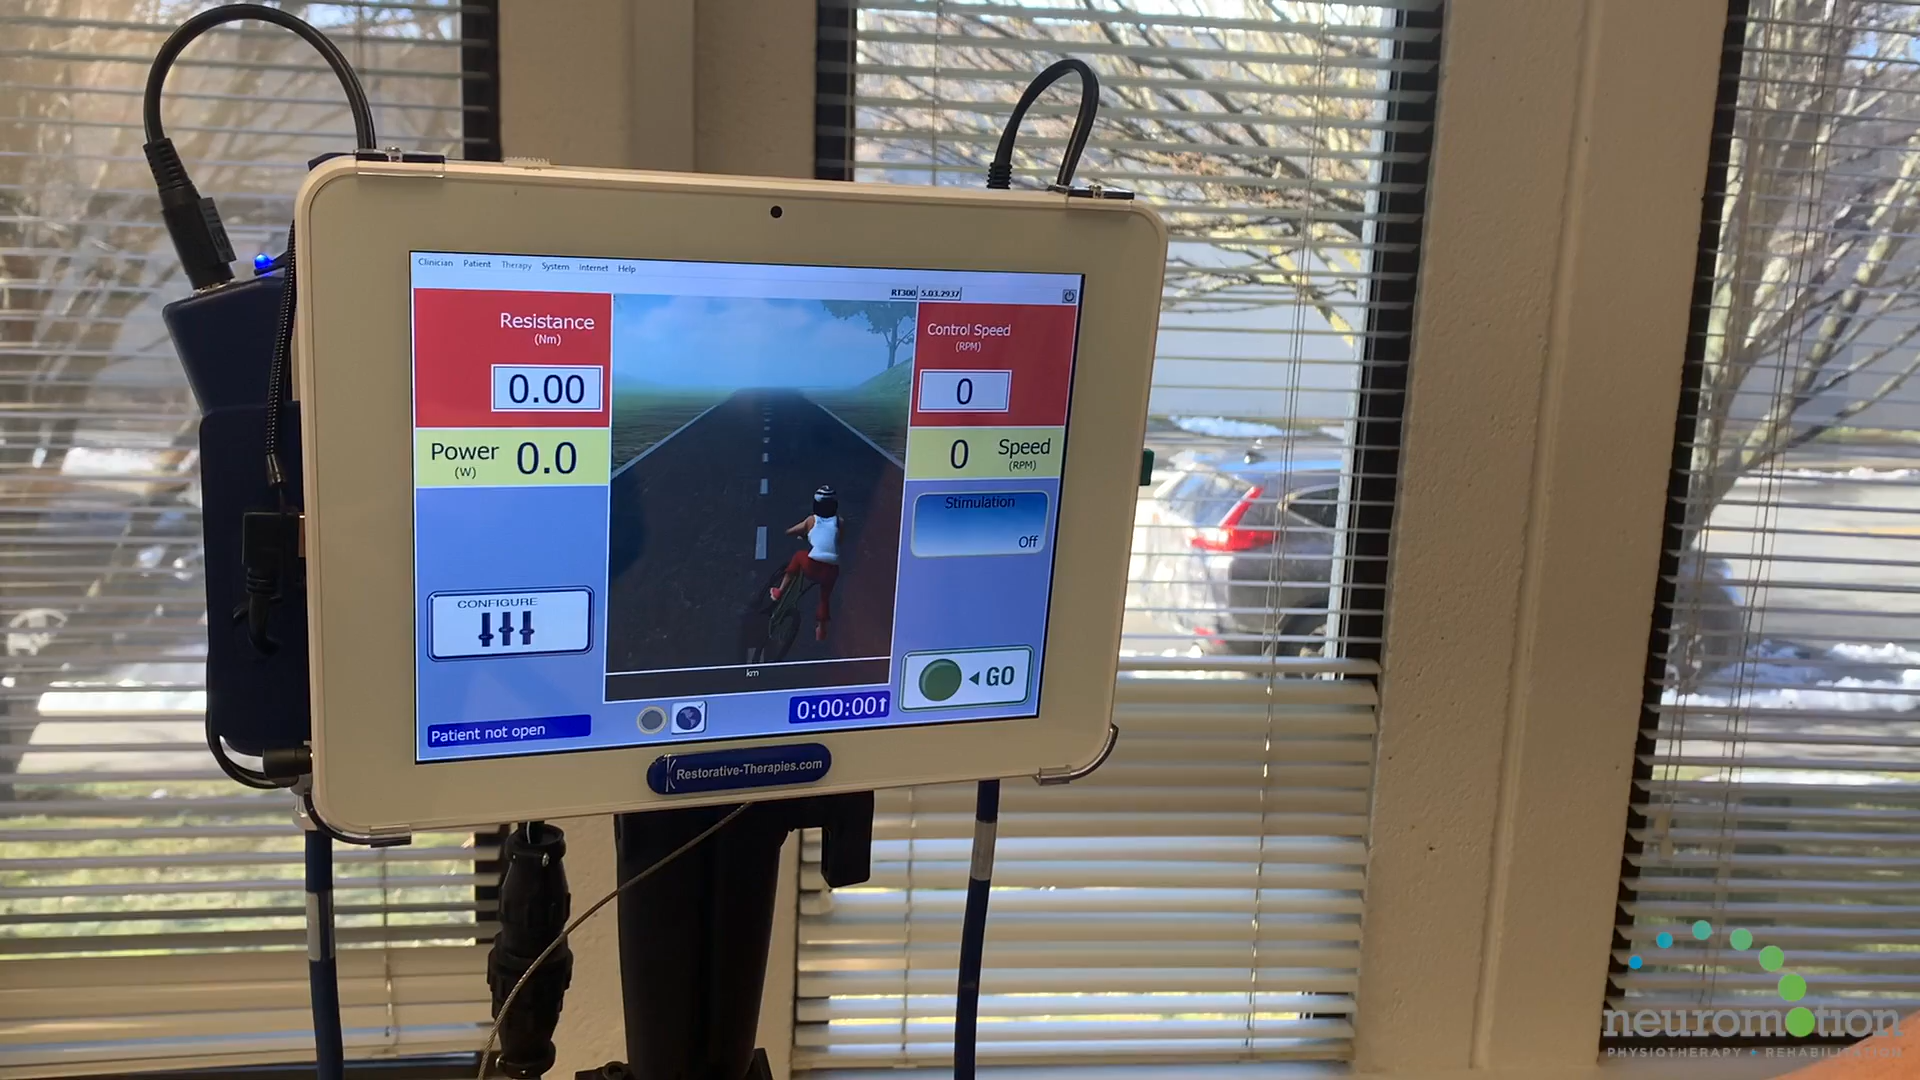 Clinician Patient Therapy System Internet Help
RT300 5.03.2937
Resistance
(Nm)
0.00
Power
(W)
0.0
Control Speed
(RPM)
0
0
Speed
(RPM)
Stimulation
Off
CONFIGURE
GO
km
0:00:00↑
Patient not open
Restorative-Therapies.com
neuromotion
PHYSIOTHERAPY + REHABILITATION